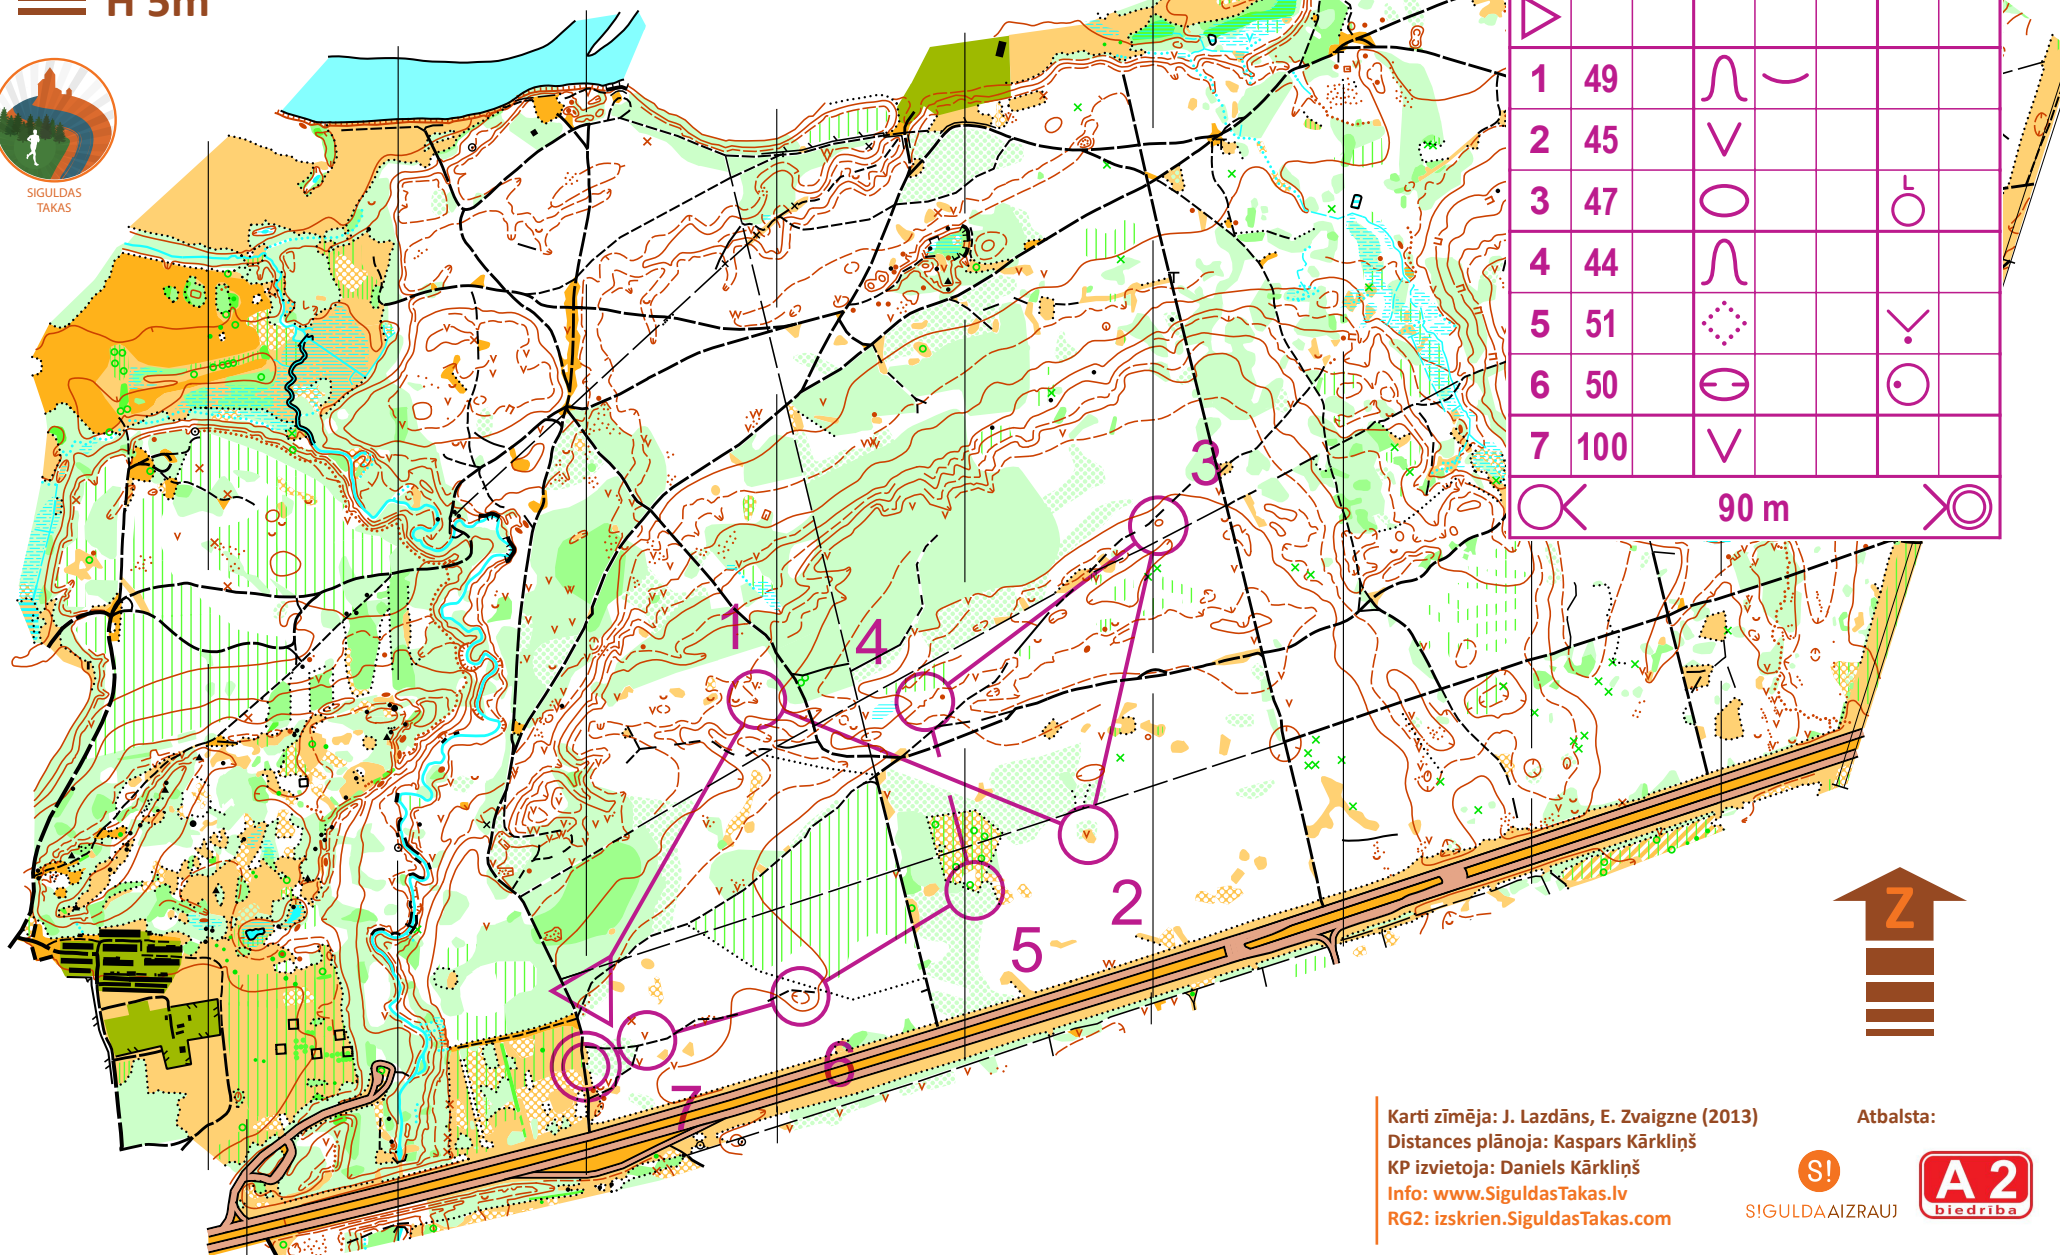 H 5m
SIGULDAS
TAKAS
1 49
2 45
3 47 L
4 44
5 51
6 50
7 100
90 m
3
1
4
2
5
6
7
Z
Karti zīmēja: J. Lazdāns, E. Zvaigzne (2013)
Distances plānoja: Kaspars Kārkliņš
KP izvietoja: Daniels Kārkliņš
Info: www.SiguldasTakas.lv
RG2: izskrien.SiguldasTakas.com
Atbalsta:
S!
S!GULDAAIZRAUJ
A 2
biedrība